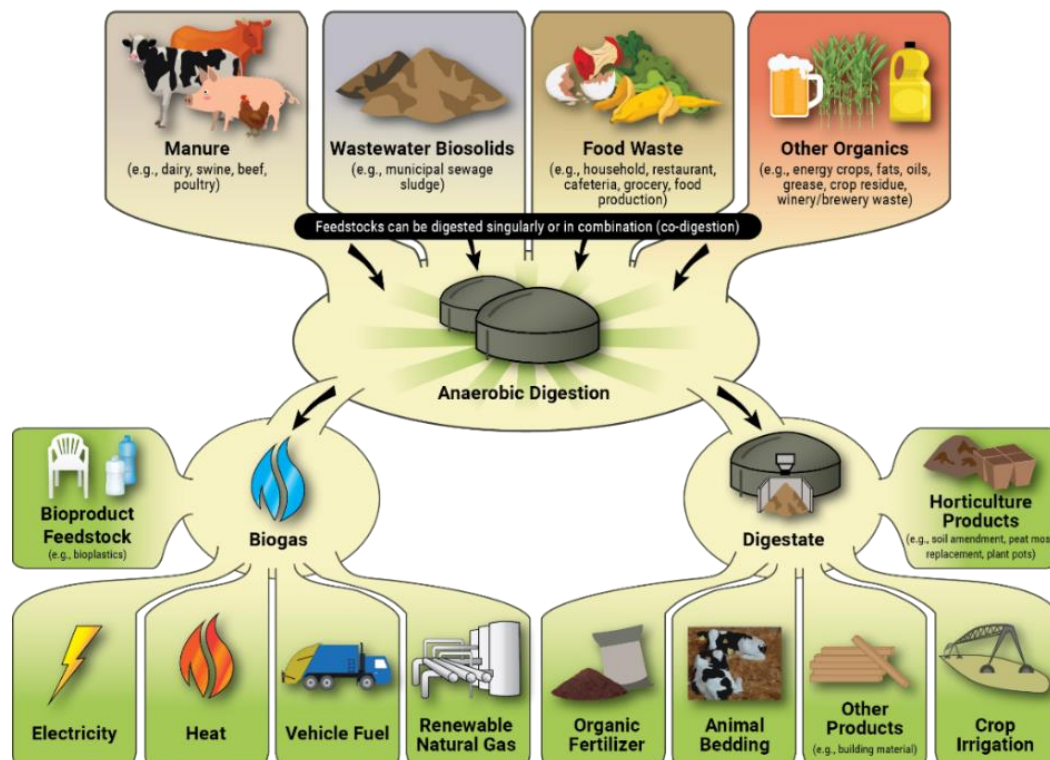 Manure
(e.g., dairy, swine, beef,
poultry)
Wastewater Biosolids
(e.g., municipal sewage
sludge)
Food Waste
(e.g., household, restaurant,
cafeteria, grocery, food
production)
Other Organics
(e.g., energy crops, fats, oils,
grease, crop residue,
winery/brewery waste)
Feedstocks can be digested singularly or in combination (co-digestion)
Anaerobic Digestion
Bioproduct
Feedstock
(e.g., bioplastics)
Biogas
Digestate
Horticulture
Products
(e.g., soil amendment, peat moss
replacement, plant pots)
Electricity
Heat
Vehicle Fuel
Renewable
Natural Gas
Organic
Fertilizer
Animal
Bedding
Other
Products
(e.g., building material)
Crop
Irrigation